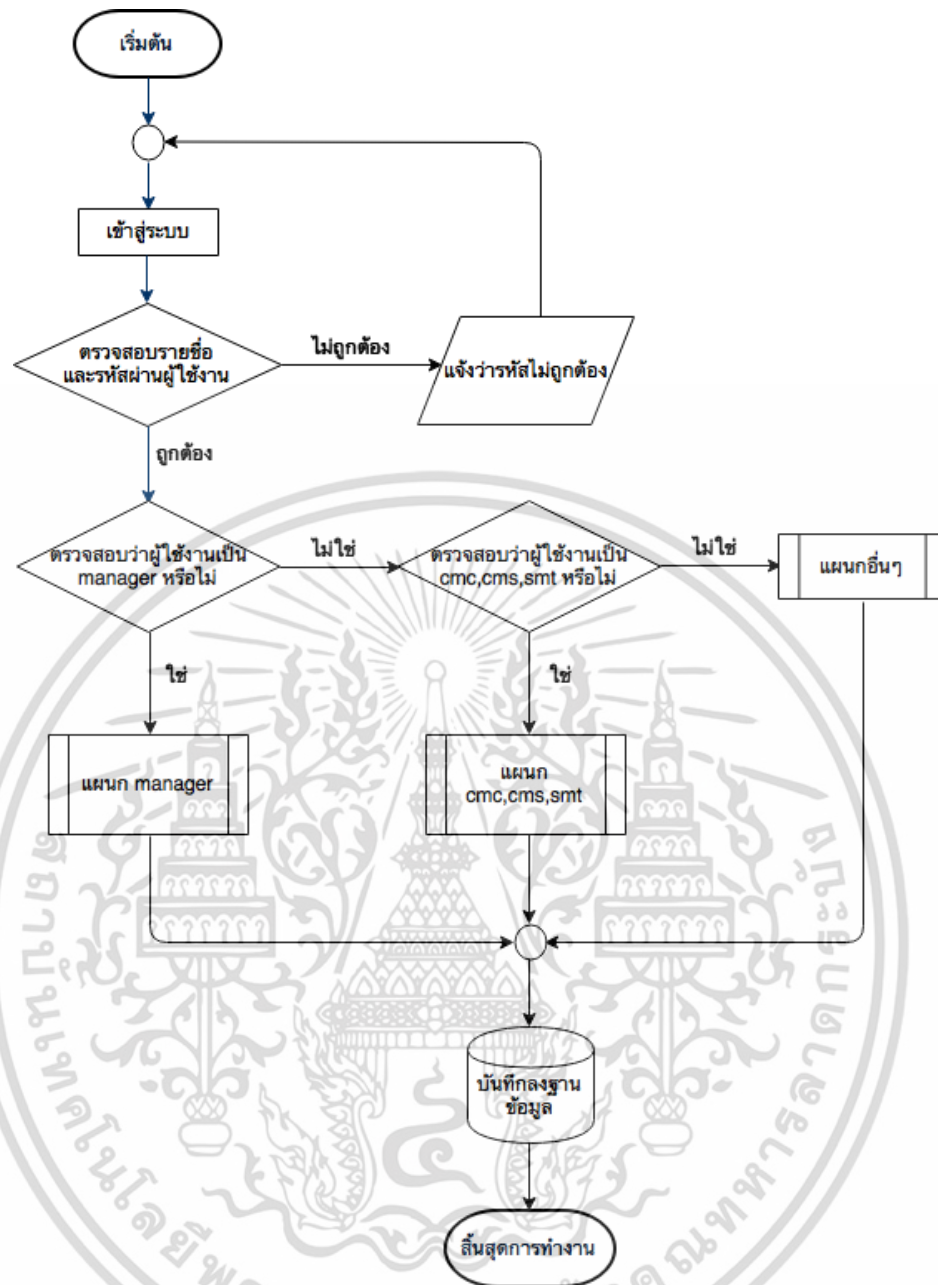 เริ่มต้น
เข้าสู่ระบบ
ตรวจสอบรายชื่อ
และรหัสผ่านผู้ใช้งาน
ไม่ถูกต้อง
แจ้งว่ารหัสไม่ถูกต้อง
ถูกต้อง
ตรวจสอบว่าผู้ใช้งานเป็น
manager หรือไม่
ไม่ใช่
ตรวจสอบว่าผู้ใช้งานเป็น
cmc,cms,smt หรือไม่
ไม่ใช่
แผนกอื่นๆ
ใช่
ใช่
แผนก manager
แผนก
cmc,cms,smt
บันทึกลงฐาน
ข้อมูล
สิ้นสุดการทำงาน